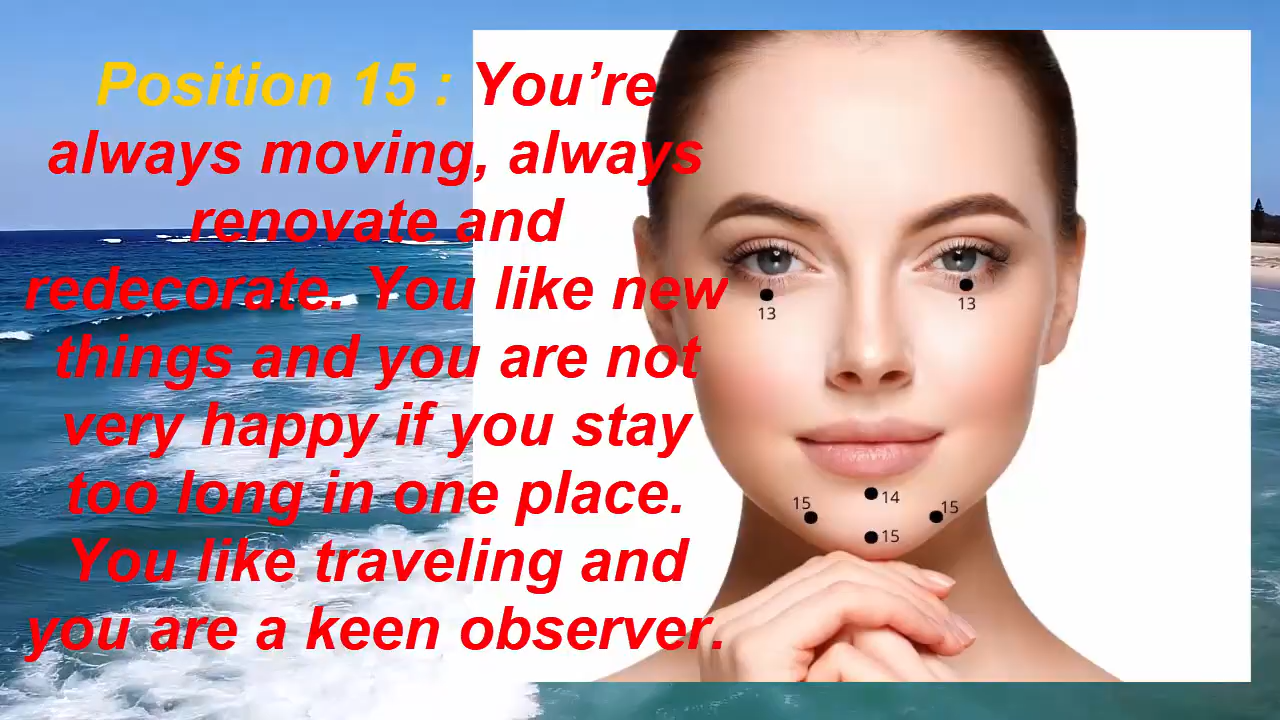 Position 15 : You’re
always moving, always
renovate and
redecorate. You like new
things and you are not
very happy if you stay
too long in one place.
You like traveling and
you are a keen observer.
13
13
14
15
15
15